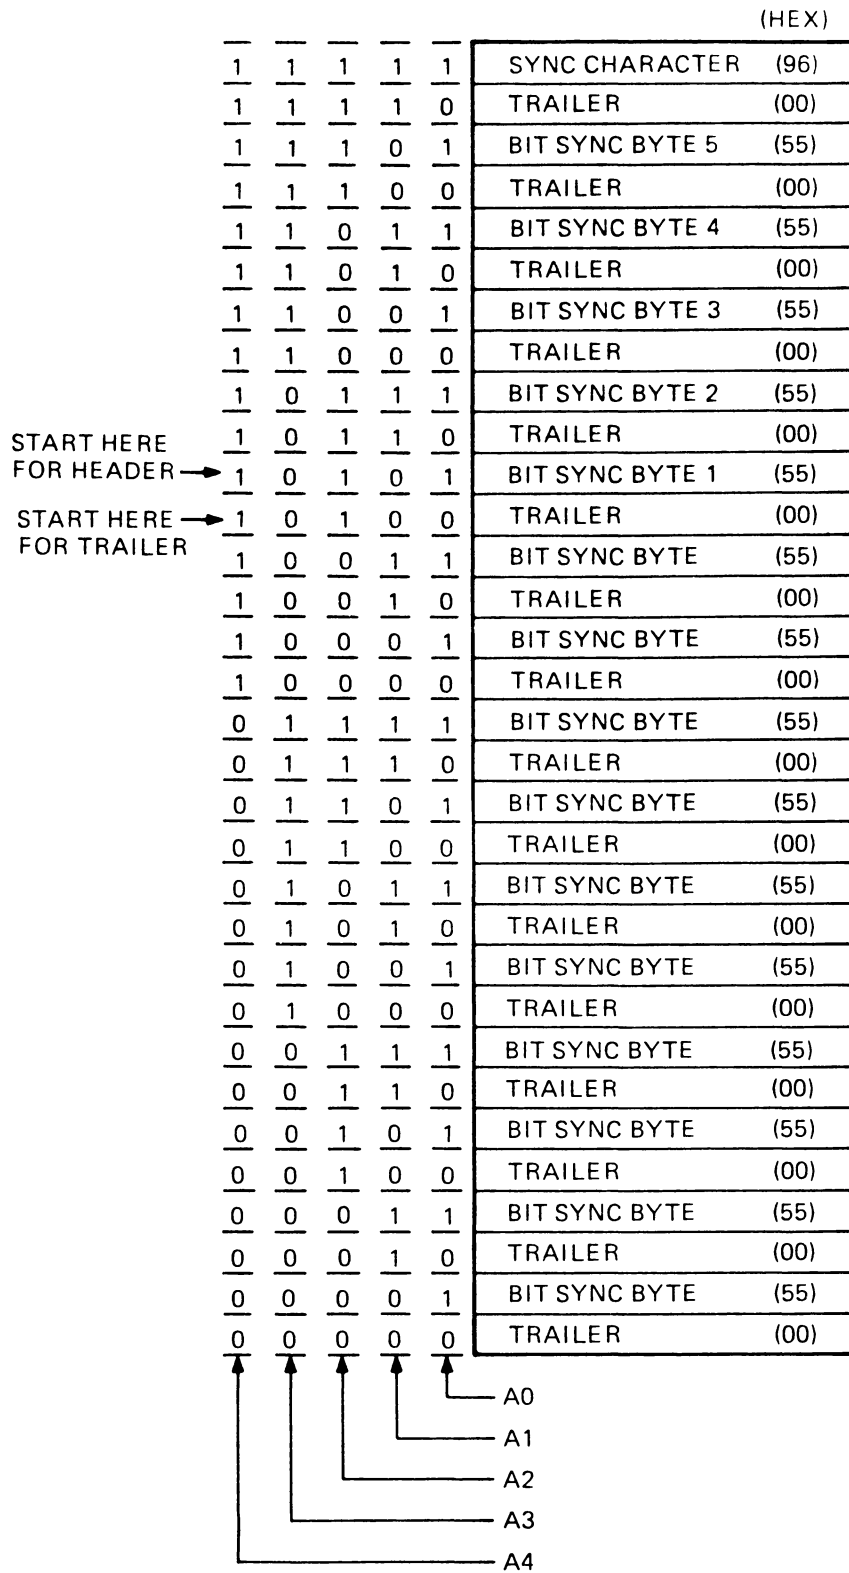 (HEX)
1 1 1 1 1 SYNC CHARACTER (96)
1 1 1 1 0 TRAILER (00)
1 1 1 0 1 BIT SYNC BYTE 5 (55)
1 1 1 0 0 TRAILER (00)
1 1 0 1 1 BIT SYNC BYTE 4 (55)
1 1 0 1 0 TRAILER (00)
1 1 0 0 1 BIT SYNC BYTE 3 (55)
1 1 0 0 0 TRAILER (00)
1 0 1 1 1 BIT SYNC BYTE 2 (55)
START HERE
1 0 1 1 0 TRAILER (00)
FOR HEADER
1 0 1 0 1 BIT SYNC BYTE 1 (55)
START HERE
1 0 1 0 0 TRAILER (00)
FOR TRAILER
1 0 0 1 1 BIT SYNC BYTE (55)
1 0 0 1 0 TRAILER (00)
1 0 0 0 1 BIT SYNC BYTE (55)
1 0 0 0 0 TRAILER (00)
0 1 1 1 1 BIT SYNC BYTE (55)
0 1 1 1 0 TRAILER (00)
0 1 1 0 1 BIT SYNC BYTE (55)
0 1 1 0 0 TRAILER (00)
0 1 0 1 1 BIT SYNC BYTE (55)
0 1 0 1 0 TRAILER (00)
0 1 0 0 1 BIT SYNC BYTE (55)
0 1 0 0 0 TRAILER (00)
0 0 1 1 1 BIT SYNC BYTE (55)
0 0 1 1 0 TRAILER (00)
0 0 1 0 1 BIT SYNC BYTE (55)
0 0 1 0 0 TRAILER (00)
0 0 0 1 1 BIT SYNC BYTE (55)
0 0 0 1 0 TRAILER (00)
0 0 0 0 1 BIT SYNC BYTE (55)
0 0 0 0 0 TRAILER (00)
A0
A1
A2
A3
A4